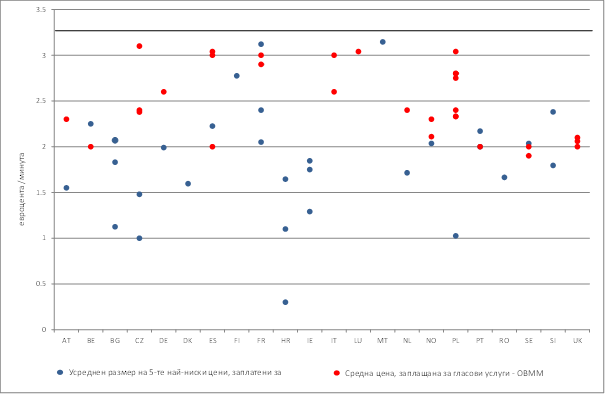 3.5
3
2.5
2
1.5
1
0.5
0
евроцента/минута
AT BE BG CZ DE DK ES FI FR HR IE IT LU MT NL NO PL PT RO SE SI UK
Усреднен размер на 5-те най-ниски цени, заплатени за
Средна цена, заплащана за гласови услуги - ОВММ